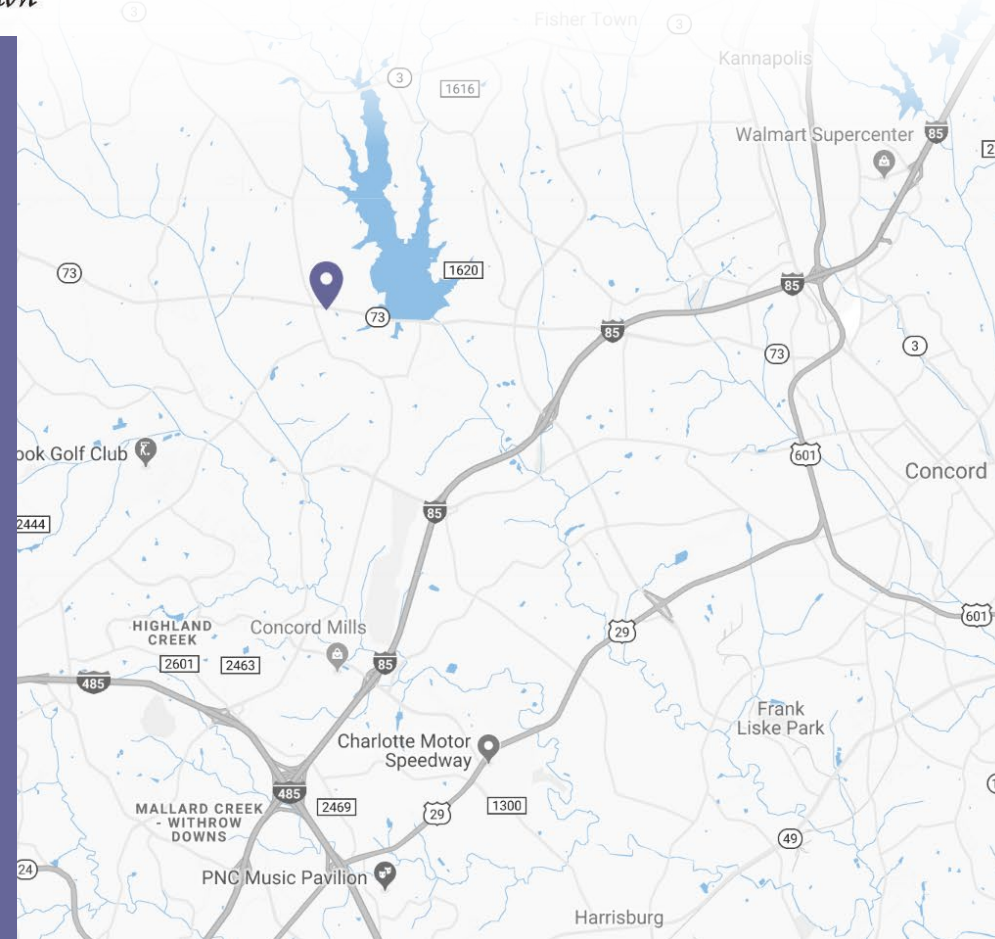 3
Fisher Town
3
Kannapolis
3
1616
Walmart Supercenter
85
73
1620
85
73
85
73
3
ook Golf Club
601
Concord
85
2444
HIGHLAND
CREEK
Concord Mills
601
29
2601
2463
85
485
Frank
Liske Park
Charlotte Motor
Speedway
485
MALLARD CREEK
- WITHROW
DOWNS
2469
29
1300
49
24
PNC Music Pavilion
Harrisburg